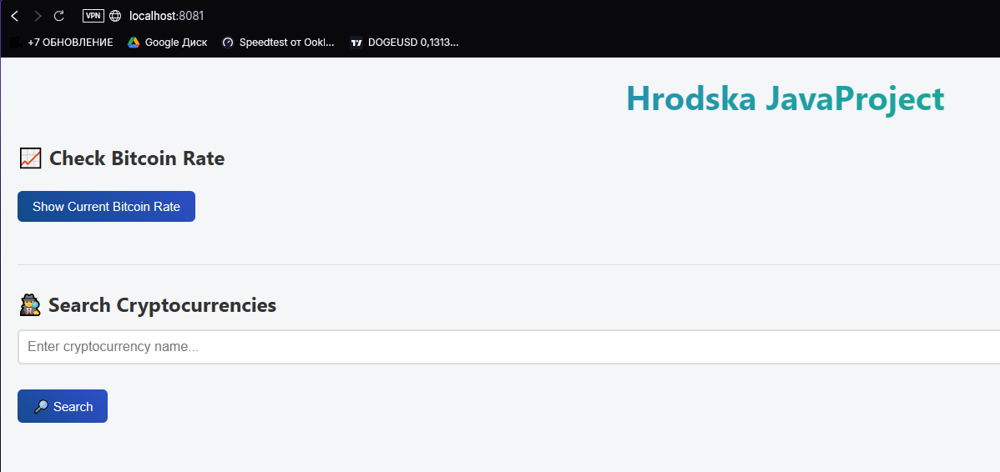 VPN localhost:8081
+7 ОБНОВЛЕНИЕ Google Диск Speedtest от Ookl... DOGEUSD 0,1313...
Hrodska JavaProject
Check Bitcoin Rate
Show Current Bitcoin Rate
Search Cryptocurrencies
Enter cryptocurrency name...
Search